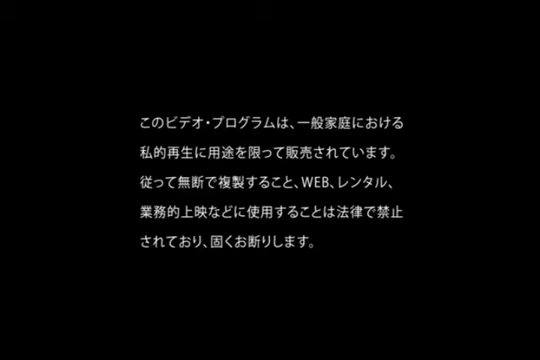 このビデオ・プログラムは、一般家庭における
私的再生に用途を限って販売されています。
従って無断で複製すること、WEB、レンタル、
業務的上映などに使用することは法律で禁止
されており、固くお断りします。